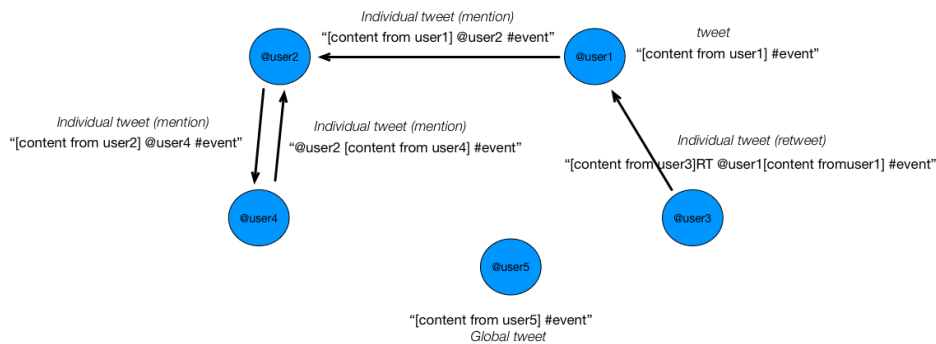 Individual tweet (mention)
“[content from user1] @user2 #event”
tweet
“[content from user1] #event”
@user2
@user1
Individual tweet (mention)
“[content from user2] @user4 #event”
Individual tweet (mention)
“@user2 [content from user4] #event”
Individual tweet (retweet)
“[content from user3]RT @user1[content fromuser1] #event”
@user4
@user3
@user5
“[content from user5] #event”
Global tweet